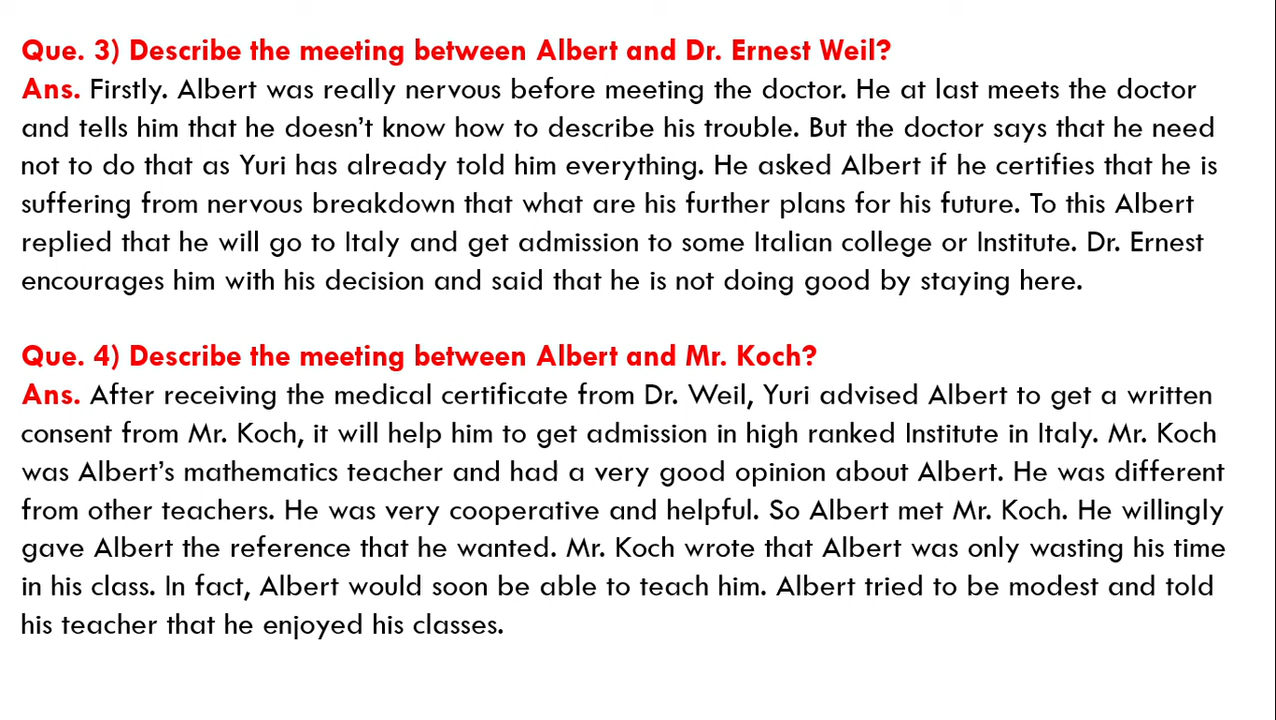 Que. 3) Describe the meeting between Albert and Dr. Ernest Weil?
Ans. Firstly. Albert was really nervous before meeting the doctor. He at last meets the doctor
and tells him that he doesn’t know how to describe his trouble. But the doctor says that he need
not to do that as Yuri has already told him everything. He asked Albert if he certifies that he is
suffering from nervous breakdown that what are his further plans for his future. To this Albert
replied that he will go to Italy and get admission to some Italian college or Institute. Dr. Ernest
encourages him with his decision and said that he is not doing good by staying here.
Que. 4) Describe the meeting between Albert and Mr. Koch?
Ans. After receiving the medical certificate from Dr. Weil, Yuri advised Albert to get a written
consent from Mr. Koch, it will help him to get admission in high ranked Institute in Italy. Mr. Koch
was Albert’s mathematics teacher and had a very good opinion about Albert. He was different
from other teachers. He was very cooperative and helpful. So Albert met Mr. Koch. He willingly
gave Albert the reference that he wanted. Mr. Koch wrote that Albert was only wasting his time
in his class. In fact, Albert would soon be able to teach him. Albert tried to be modest and told
his teacher that he enjoyed his classes.